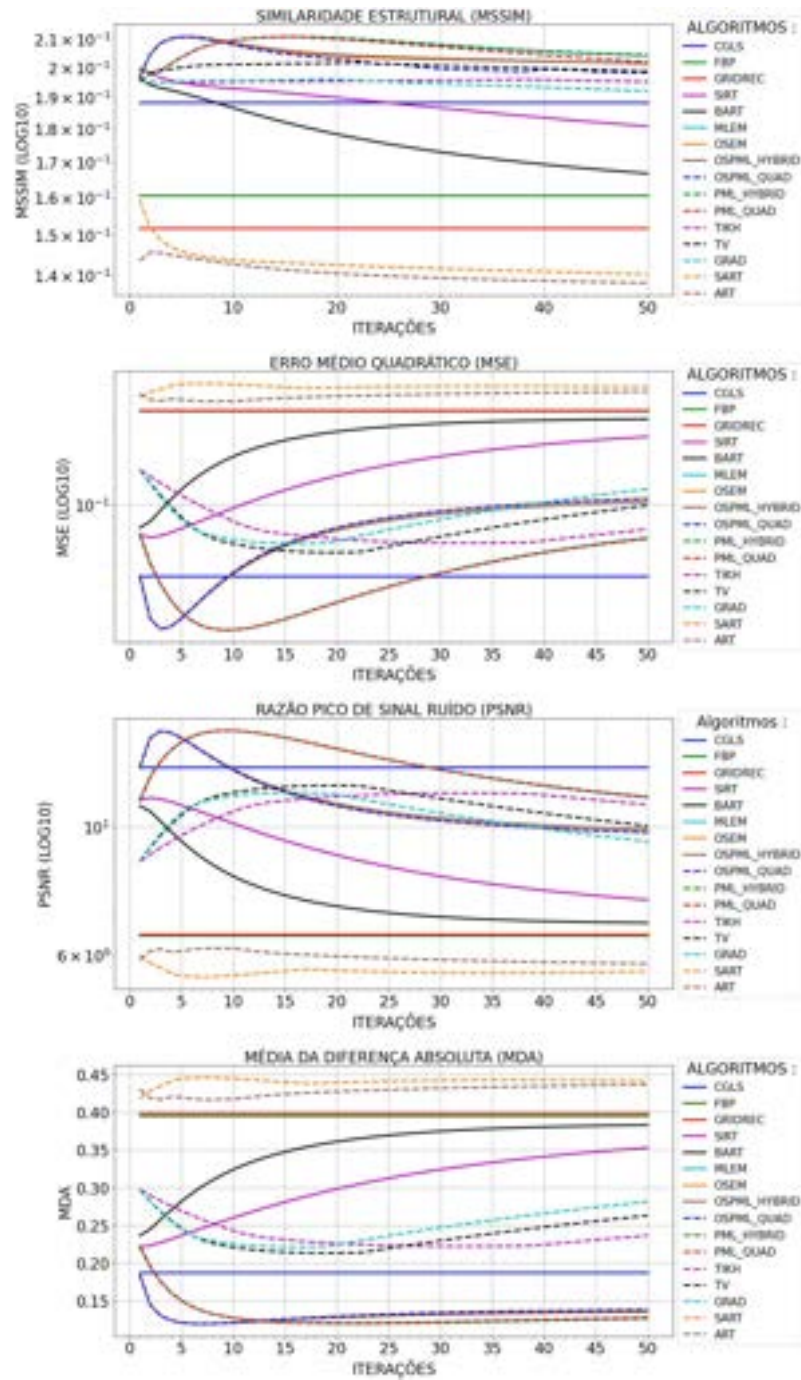 SIMILARIDADE ESTRUTURAL (MSSIM)
MSSIM (LOG10)
2.1 × 10⁻¹
2 × 10⁻¹
1.9 × 10⁻¹
1.8 × 10⁻¹
1.7 × 10⁻¹
1.6 × 10⁻¹
1.5 × 10⁻¹
1.4 × 10⁻¹
0 5 10 15 20 25 30 35 40 45 50
ITERAÇÕES
ALGORITMOS :
CGLS
FBP
GRIDREC
SIRT
BART
MLEM
OSEM
OSPML_HYBRID
OSPML_QUAD
PML_HYBRID
PML_QUAD
TIKH
TV
GRAD
SART
ART
ERRO MÉDIO QUADRÁTICO (MSE)
MSE (LOG10)
10⁻¹
0 5 10 15 20 25 30 35 40 45 50
ITERAÇÕES
ALGORITMOS :
CGLS
FBP
GRIDREC
SIRT
BART
MLEM
OSEM
OSPML_HYBRID
OSPML_QUAD
PML_HYBRID
PML_QUAD
TIKH
TV
GRAD
SART
ART
RAZÃO PICO DE SINAL RUÍDO (PSNR)
PSNR (LOG10)
10¹
6 × 10⁰
0 5 10 15 20 25 30 35 40 45 50
ITERAÇÕES
Algoritmos :
CGLS
FBP
GRIDREC
SIRT
BART
MLEM
OSEM
OSPML_HYBRID
OSPML_QUAD
PML_HYBRID
PML_QUAD
TIKH
TV
GRAD
SART
ART
MÉDIA DA DIFERENÇA ABSOLUTA (MDA)
MDA
0.45
0.40
0.35
0.30
0.25
0.20
0.15
0 5 10 15 20 25 30 35 40 45 50
ITERAÇÕES
ALGORITMOS :
CGLS
FBP
GRIDREC
SIRT
BART
MLEM
OSEM
OSPML_HYBRID
OSPML_QUAD
PML_HYBRID
PML_QUAD
TIKH
TV
GRAD
SART
ART